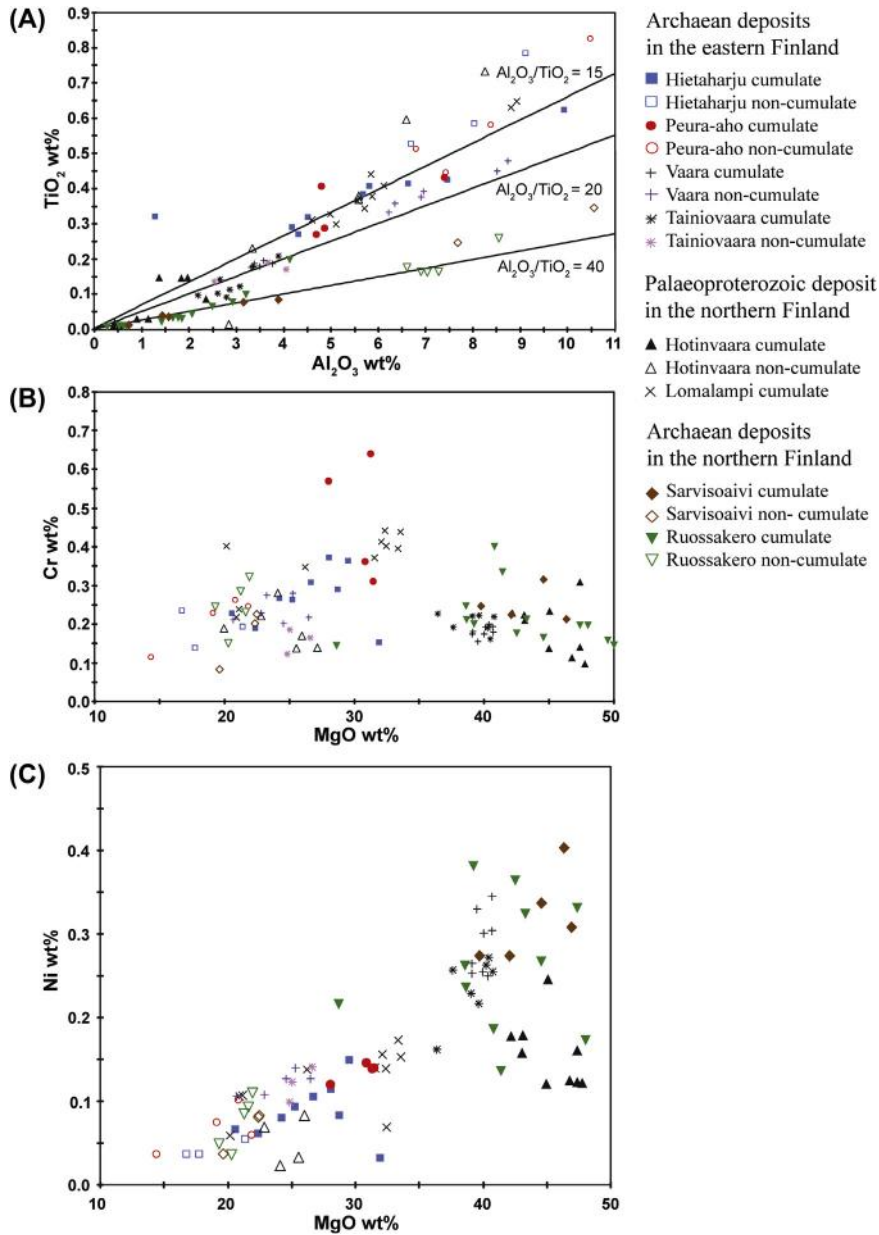 (A)
0.9
0.8
0.7
0.6
0.5
0.4
0.3
0.2
0.1
0.0
TiO2 wt%
Al2O3/TiO2 = 15
Al2O3/TiO2 = 20
Al2O3/TiO2 = 40
0 1 2 3 4 5 6 7 8 9 10 11
Al2O3 wt%
Archaean deposits
in the eastern Finland
Hietaharju cumulate
Hietaharju non-cumulate
Peura-aho cumulate
Peura-aho non-cumulate
Vaara cumulate
Vaara non-cumulate
Tainiovaara cumulate
Tainiovaara non-cumulate
Palaeoproterozoic deposit
in the northern Finland
Hotinvaara cumulate
Hotinvaara non-cumulate
Lomalampi cumulate
Archaean deposits
in the northern Finland
Sarvisoaivi cumulate
Sarvisoaivi non- cumulate
Ruossakero cumulate
Ruossakero non-cumulate
(B)
0.8
0.7
0.6
0.5
0.4
0.3
0.2
0.1
0.0
Cr wt%
10 20 30 40 50
MgO wt%
(C)
0.5
0.4
0.3
0.2
0.1
0.0
Ni wt%
10 20 30 40 50
MgO wt%